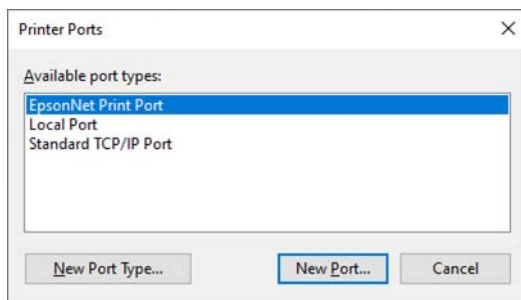 Printer Ports
Available port types:
EpsonNet Print Port
Local Port
Standard TCP/IP Port
New Port Type...
New Port...
Cancel